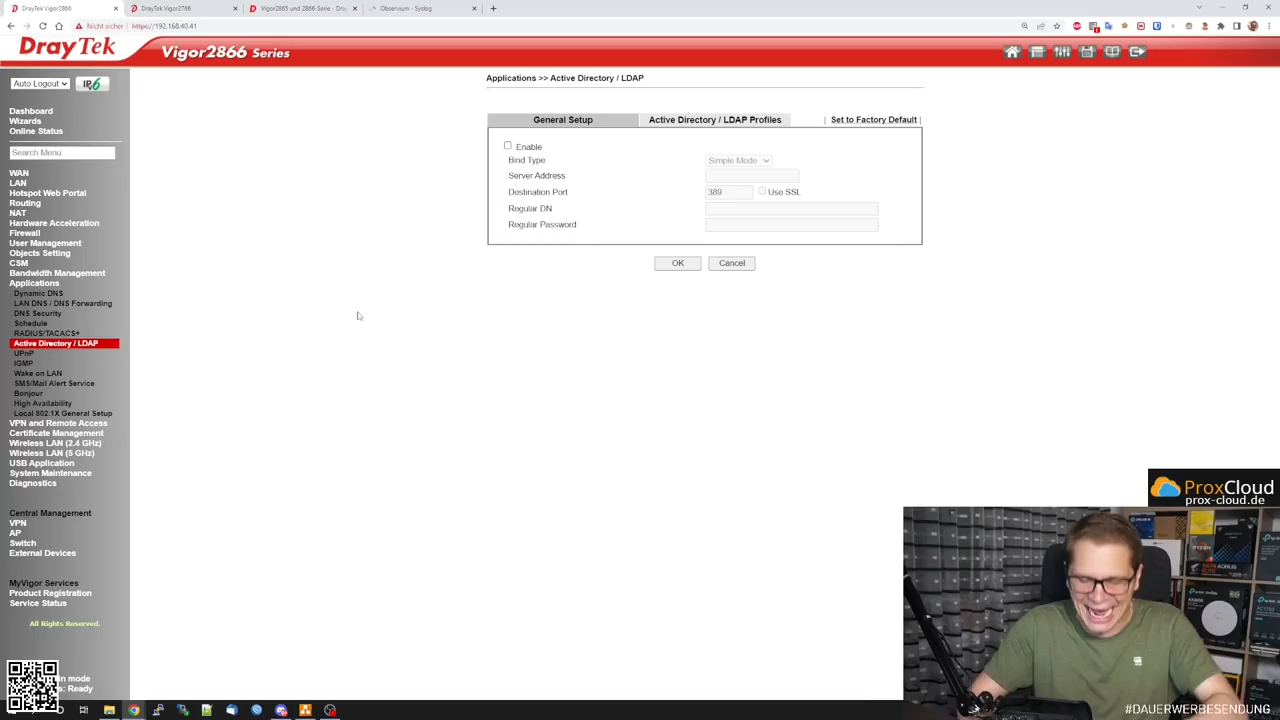 DrayTek Vigor2866
DrayTek Vigor2766
Vigor2865 und 2866-Serie - Dray
Observium - Syslog
Nicht sicher
https://192.168.40.41
DrayTek
Vigor2866 Series
Auto Logout
IPv6
Dashboard
Wizards
Online Status
Search Menu
WAN
LAN
Hotspot Web Portal
Routing
NAT
Hardware Acceleration
Firewall
User Management
Objects Setting
CSM
Bandwidth Management
Applications
Dynamic DNS
LAN DNS / DNS Forwarding
DNS Security
Schedule
RADIUS/TACACS+
Active Directory / LDAP
UPnP
IGMP
Wake on LAN
SMS/Mail Alert Service
Bonjour
High Availability
Local 802.1X General Setup
VPN and Remote Access
Certificate Management
Wireless LAN (2.4 GHz)
Wireless LAN (5 GHz)
USB Application
System Maintenance
Diagnostics
Central Management
VPN
AP
Switch
External Devices
MyVigor Services
Product Registration
Service Status
All Rights Reserved.
mode
s: Ready
Applications >> Active Directory / LDAP
General Setup
Active Directory / LDAP Profiles
| Set to Factory Default |
Enable
Bind Type
Simple Mode
Server Address
Destination Port
389
Use SSL
Regular DN
Regular Password
OK
Cancel
ProxCloud
prox-cloud.de
RYZEN
AORUS
#DAUERWERBESENDUNG